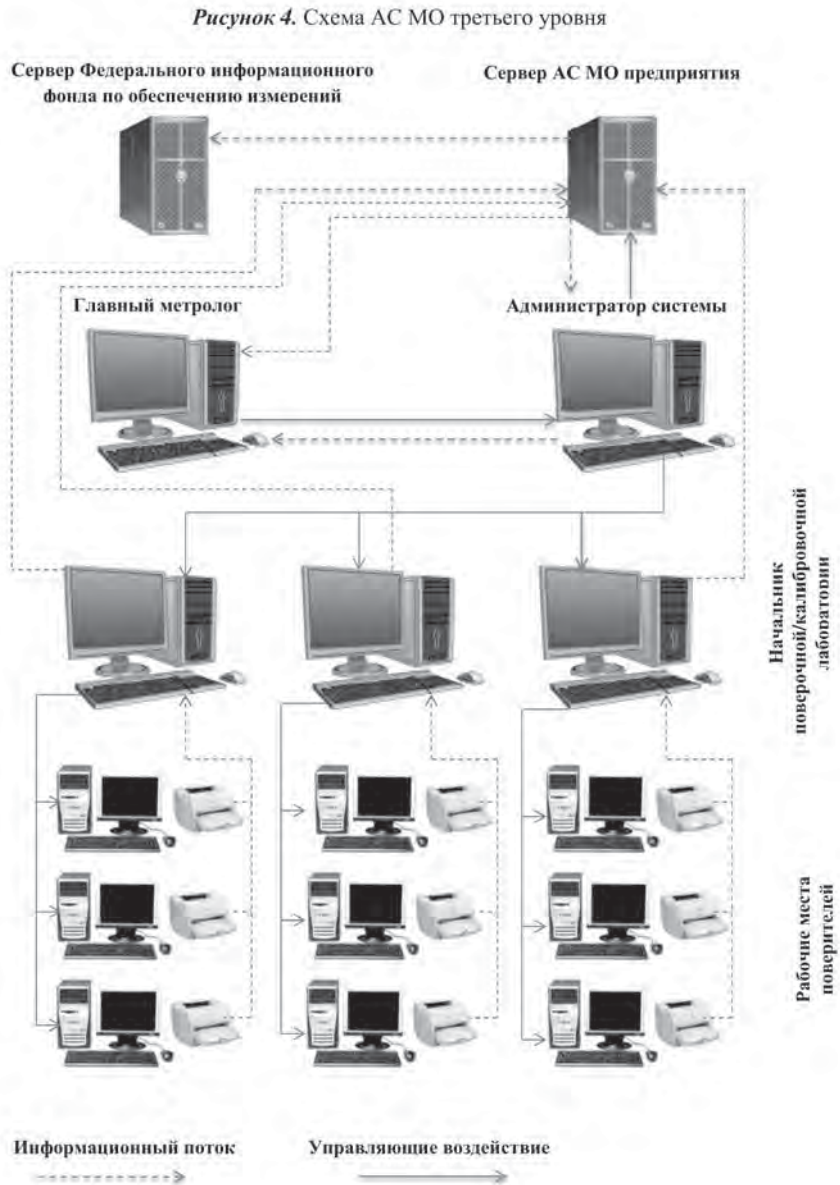 Рисунок 4. Схема АС МО третьего уровня
Сервер Федерального информационного
фонда по обеспечению измерений
Сервер АС МО предприятия
Главный метролог
Администратор системы
Начальник
поверочной/калибровочной
лаборатории
Рабочие места
поверителей
Информационный поток
Управляющие воздействие